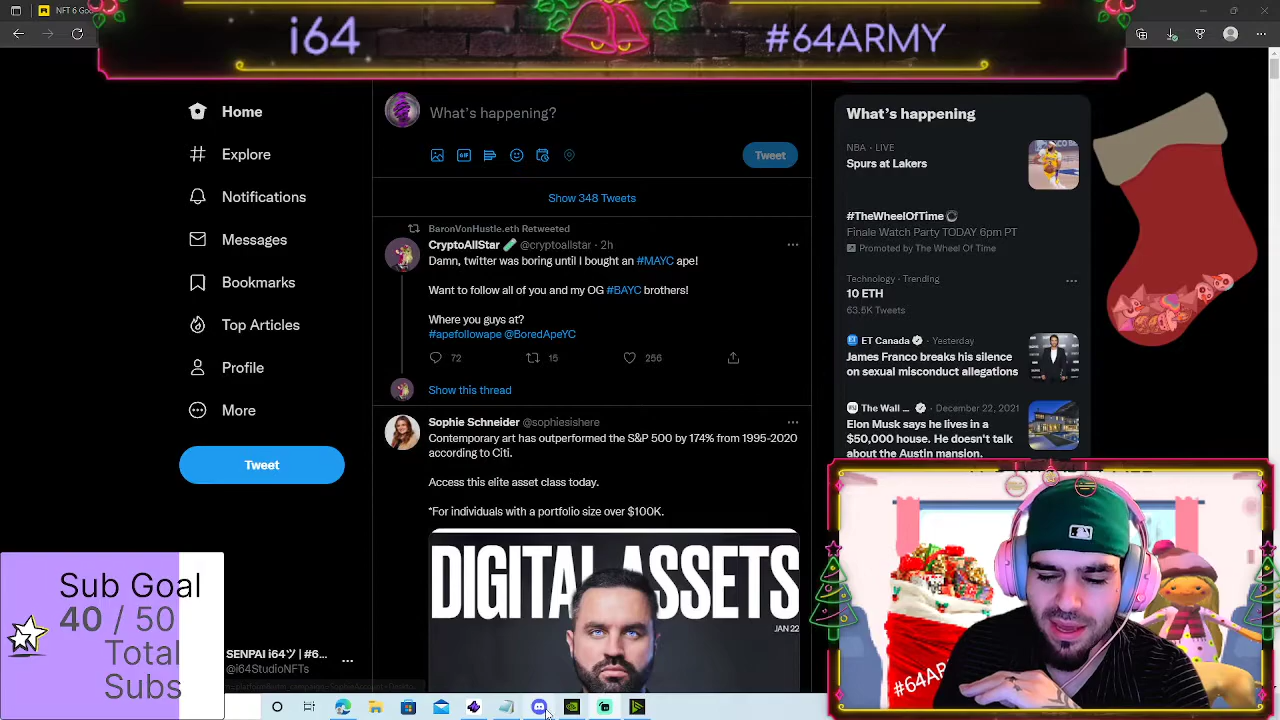 NFT 6 Go
i64
#64ARMY
Home
Explore
Notifications
Messages
Bookmarks
Top Articles
Profile
More
Tweet
SENPAI i64ツ | #6...
@i64StudioNFTs
What's happening?
GIF
Tweet
Show 348 Tweets
BaronVonHustle.eth Retweeted
CryptoAllStar @cryptoallstar · 2h
Damn, twitter was boring until I bought an #MAYC ape!
Want to follow all of you and my OG #BAYC brothers!
Where you guys at?
#apefollowape @BoredApeYC
72
15
256
Show this thread
Sophie Schneider @sophiesishere
Contemporary art has outperformed the S&P 500 by 174% from 1995-2020
according to Citi.
Access this elite asset class today.
*For individuals with a portfolio size over $100K.
DIGITAL ASSETS
JAN 22
What's happening
NBA · LIVE
Spurs at Lakers
#TheWheelOfTime
Finale Watch Party TODAY 6pm PT
Promoted by The Wheel Of Time
Technology · Trending
10 ETH
63.5K Tweets
ET Canada · Yesterday
James Franco breaks his silence
on sexual misconduct allegations
The Wall ... · December 22, 2021
Elon Musk says he lives in a
$50,000 house. He doesn't talk
about the Austin mansion.
Sub Goal
40 / 50
Total
Subs
#64AR